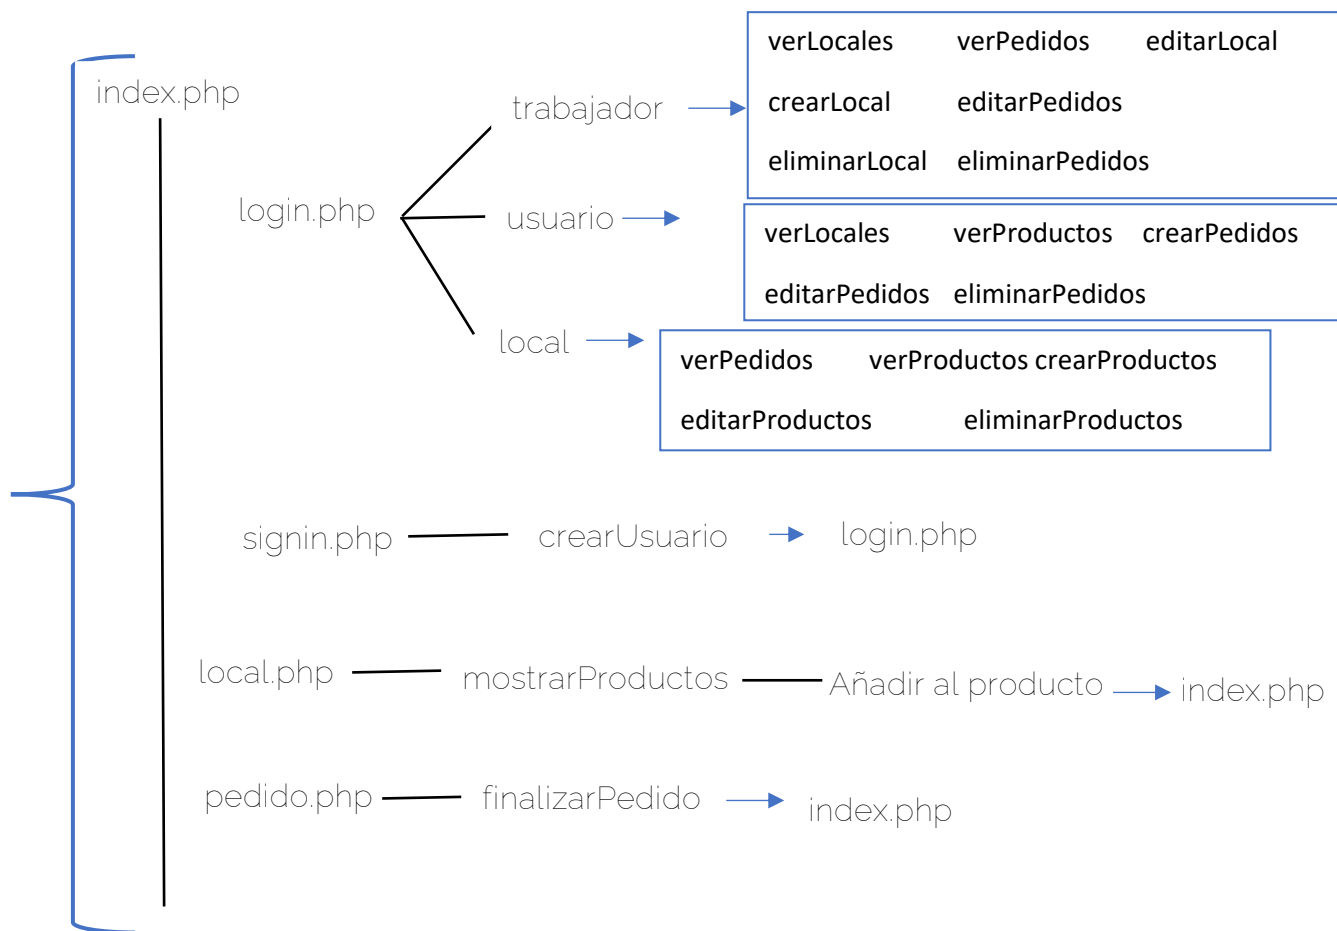 index.php
login.php
trabajador
verLocales verPedidos editarLocal
crearLocal editarPedidos
eliminarLocal eliminarPedidos
usuario
verLocales verProductos crearPedidos
editarPedidos eliminarPedidos
local
verPedidos verProductos crearProductos
editarProductos eliminarProductos
signin.php crearUsuario login.php
local.php mostrarProductos Añadir al producto index.php
pedido.php finalizarPedido index.php